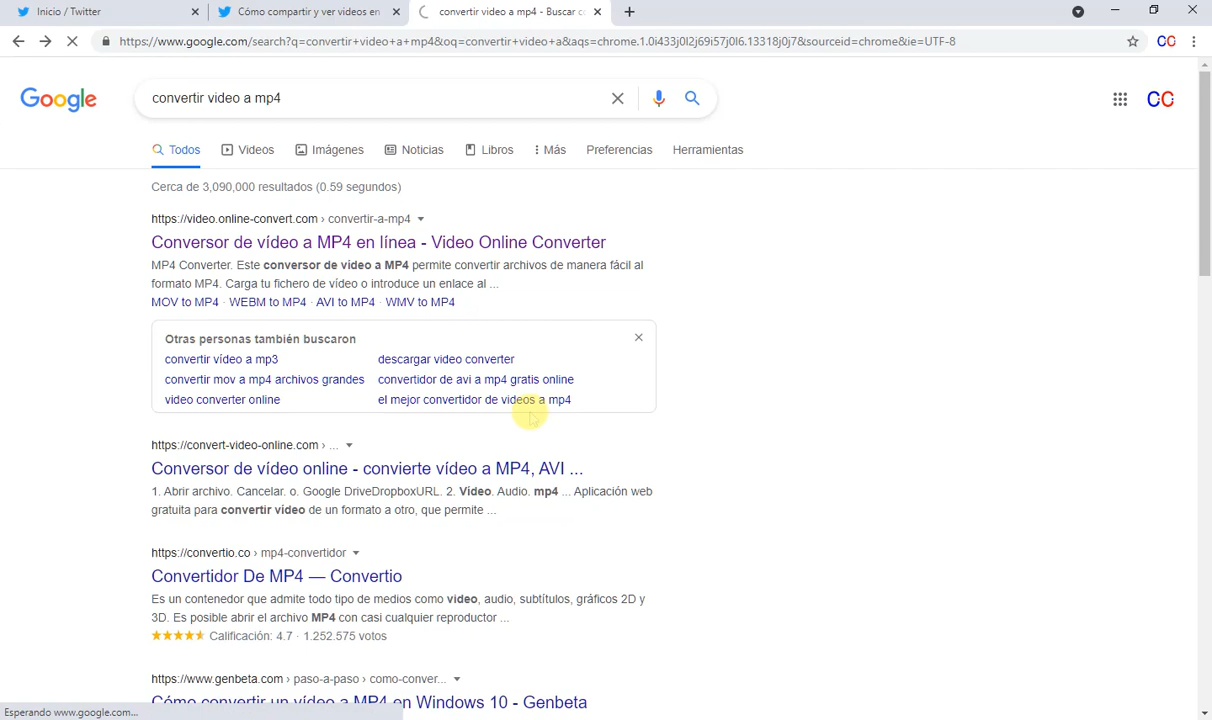 Inicio / Twitter
Cómo compartir y ver videos en
convertir video a mp4 - Buscar co
https://www.google.com/search?q=convertir+video+a+mp4&oq=convertir+video+a&aqs=chrome.1.0i433j0l2j69i57j0l6.13318j0j7&sourceid=chrome&ie=UTF-8
CC
Google
convertir video a mp4
CC
Todos
Videos
Imágenes
Noticias
Libros
Más
Preferencias
Herramientas
Cerca de 3,090,000 resultados (0.59 segundos)
https://video.online-convert.com › convertir-a-mp4
Conversor de vídeo a MP4 en línea - Video Online Converter
MP4 Converter. Este conversor de vídeo a MP4 permite convertir archivos de manera fácil al
formato MP4. Carga tu fichero de vídeo o introduce un enlace al ...
MOV to MP4 · WEBM to MP4 · AVI to MP4 · WMV to MP4
Otras personas también buscaron
convertir vídeo a mp3
descargar video converter
convertir mov a mp4 archivos grandes
convertidor de avi a mp4 gratis online
video converter online
el mejor convertidor de videos a mp4
https://convert-video-online.com › ...
Conversor de vídeo online - convierte vídeo a MP4, AVI ...
1. Abrir archivo. Cancelar. o. Google DriveDropboxURL. 2. Vídeo. Audio. mp4 ... Aplicación web
gratuita para convertir vídeo de un formato a otro, que permite ...
https://convertio.co › mp4-convertidor
Convertidor De MP4 — Convertio
Es un contenedor que admite todo tipo de medios como video, audio, subtítulos, gráficos 2D y
3D. Es posible abrir el archivo MP4 con casi cualquier reproductor ...
Calificación: 4.7 · 1.252.575 votos
https://www.genbeta.com › paso-a-paso › como-conver...
Cómo convertir un vídeo a MP4 en Windows 10 - Genbeta
Esperando www.google.com...